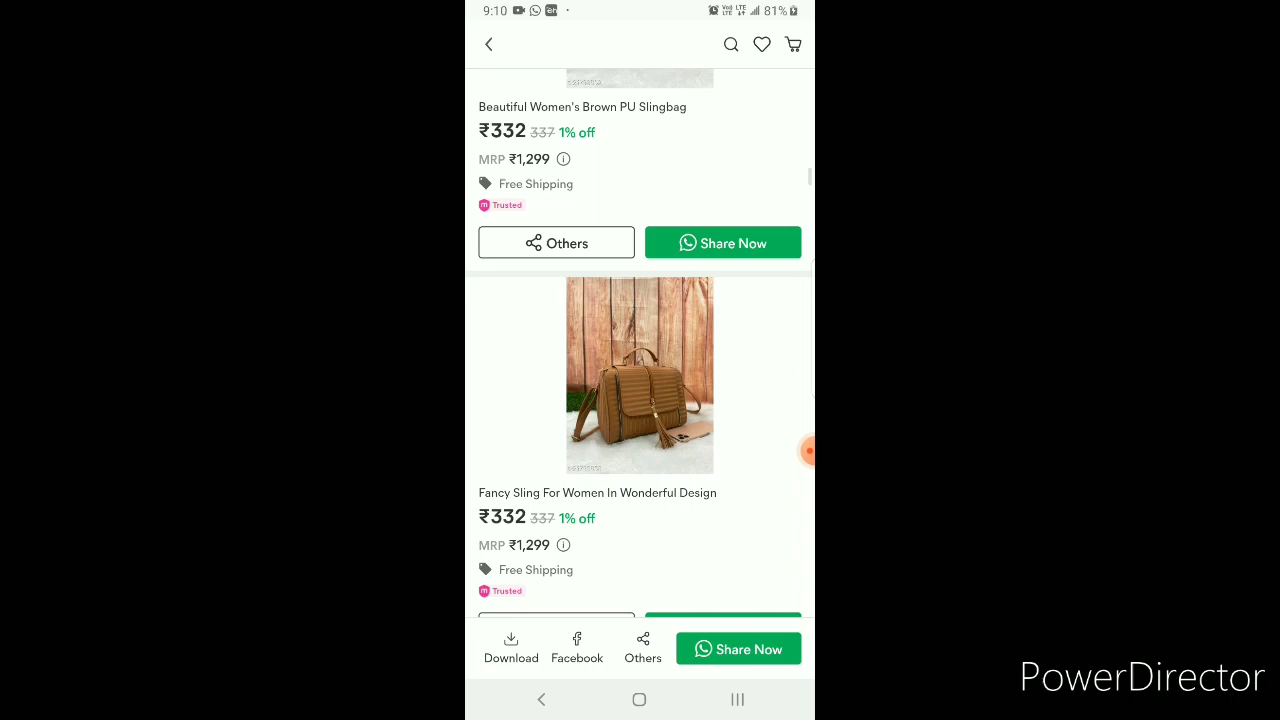 9:10
81%
Beautiful Women's Brown PU Slingbag
₹332 337 1% off
MRP ₹1,299
Free Shipping
m Trusted
Others
Share Now
Fancy Sling For Women In Wonderful Design
₹332 337 1% off
MRP ₹1,299
Free Shipping
m Trusted
Download
Facebook
Others
Share Now
PowerDirector